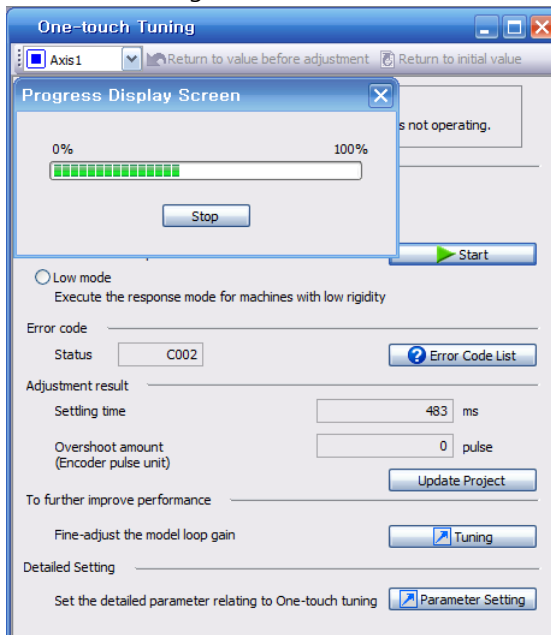 One-touch Tuning
Axis1 Return to value before adjustment Return to initial value
Progress Display Screen
s not operating.
0% 100%
Stop
Start
Low mode
Execute the response mode for machines with low rigidity
Error code
Status C002 Error Code List
Adjustment result
Settling time 483 ms
Overshoot amount 0 pulse
(Encoder pulse unit)
Update Project
To further improve performance
Fine-adjust the model loop gain Tuning
Detailed Setting
Set the detailed parameter relating to One-touch tuning Parameter Setting